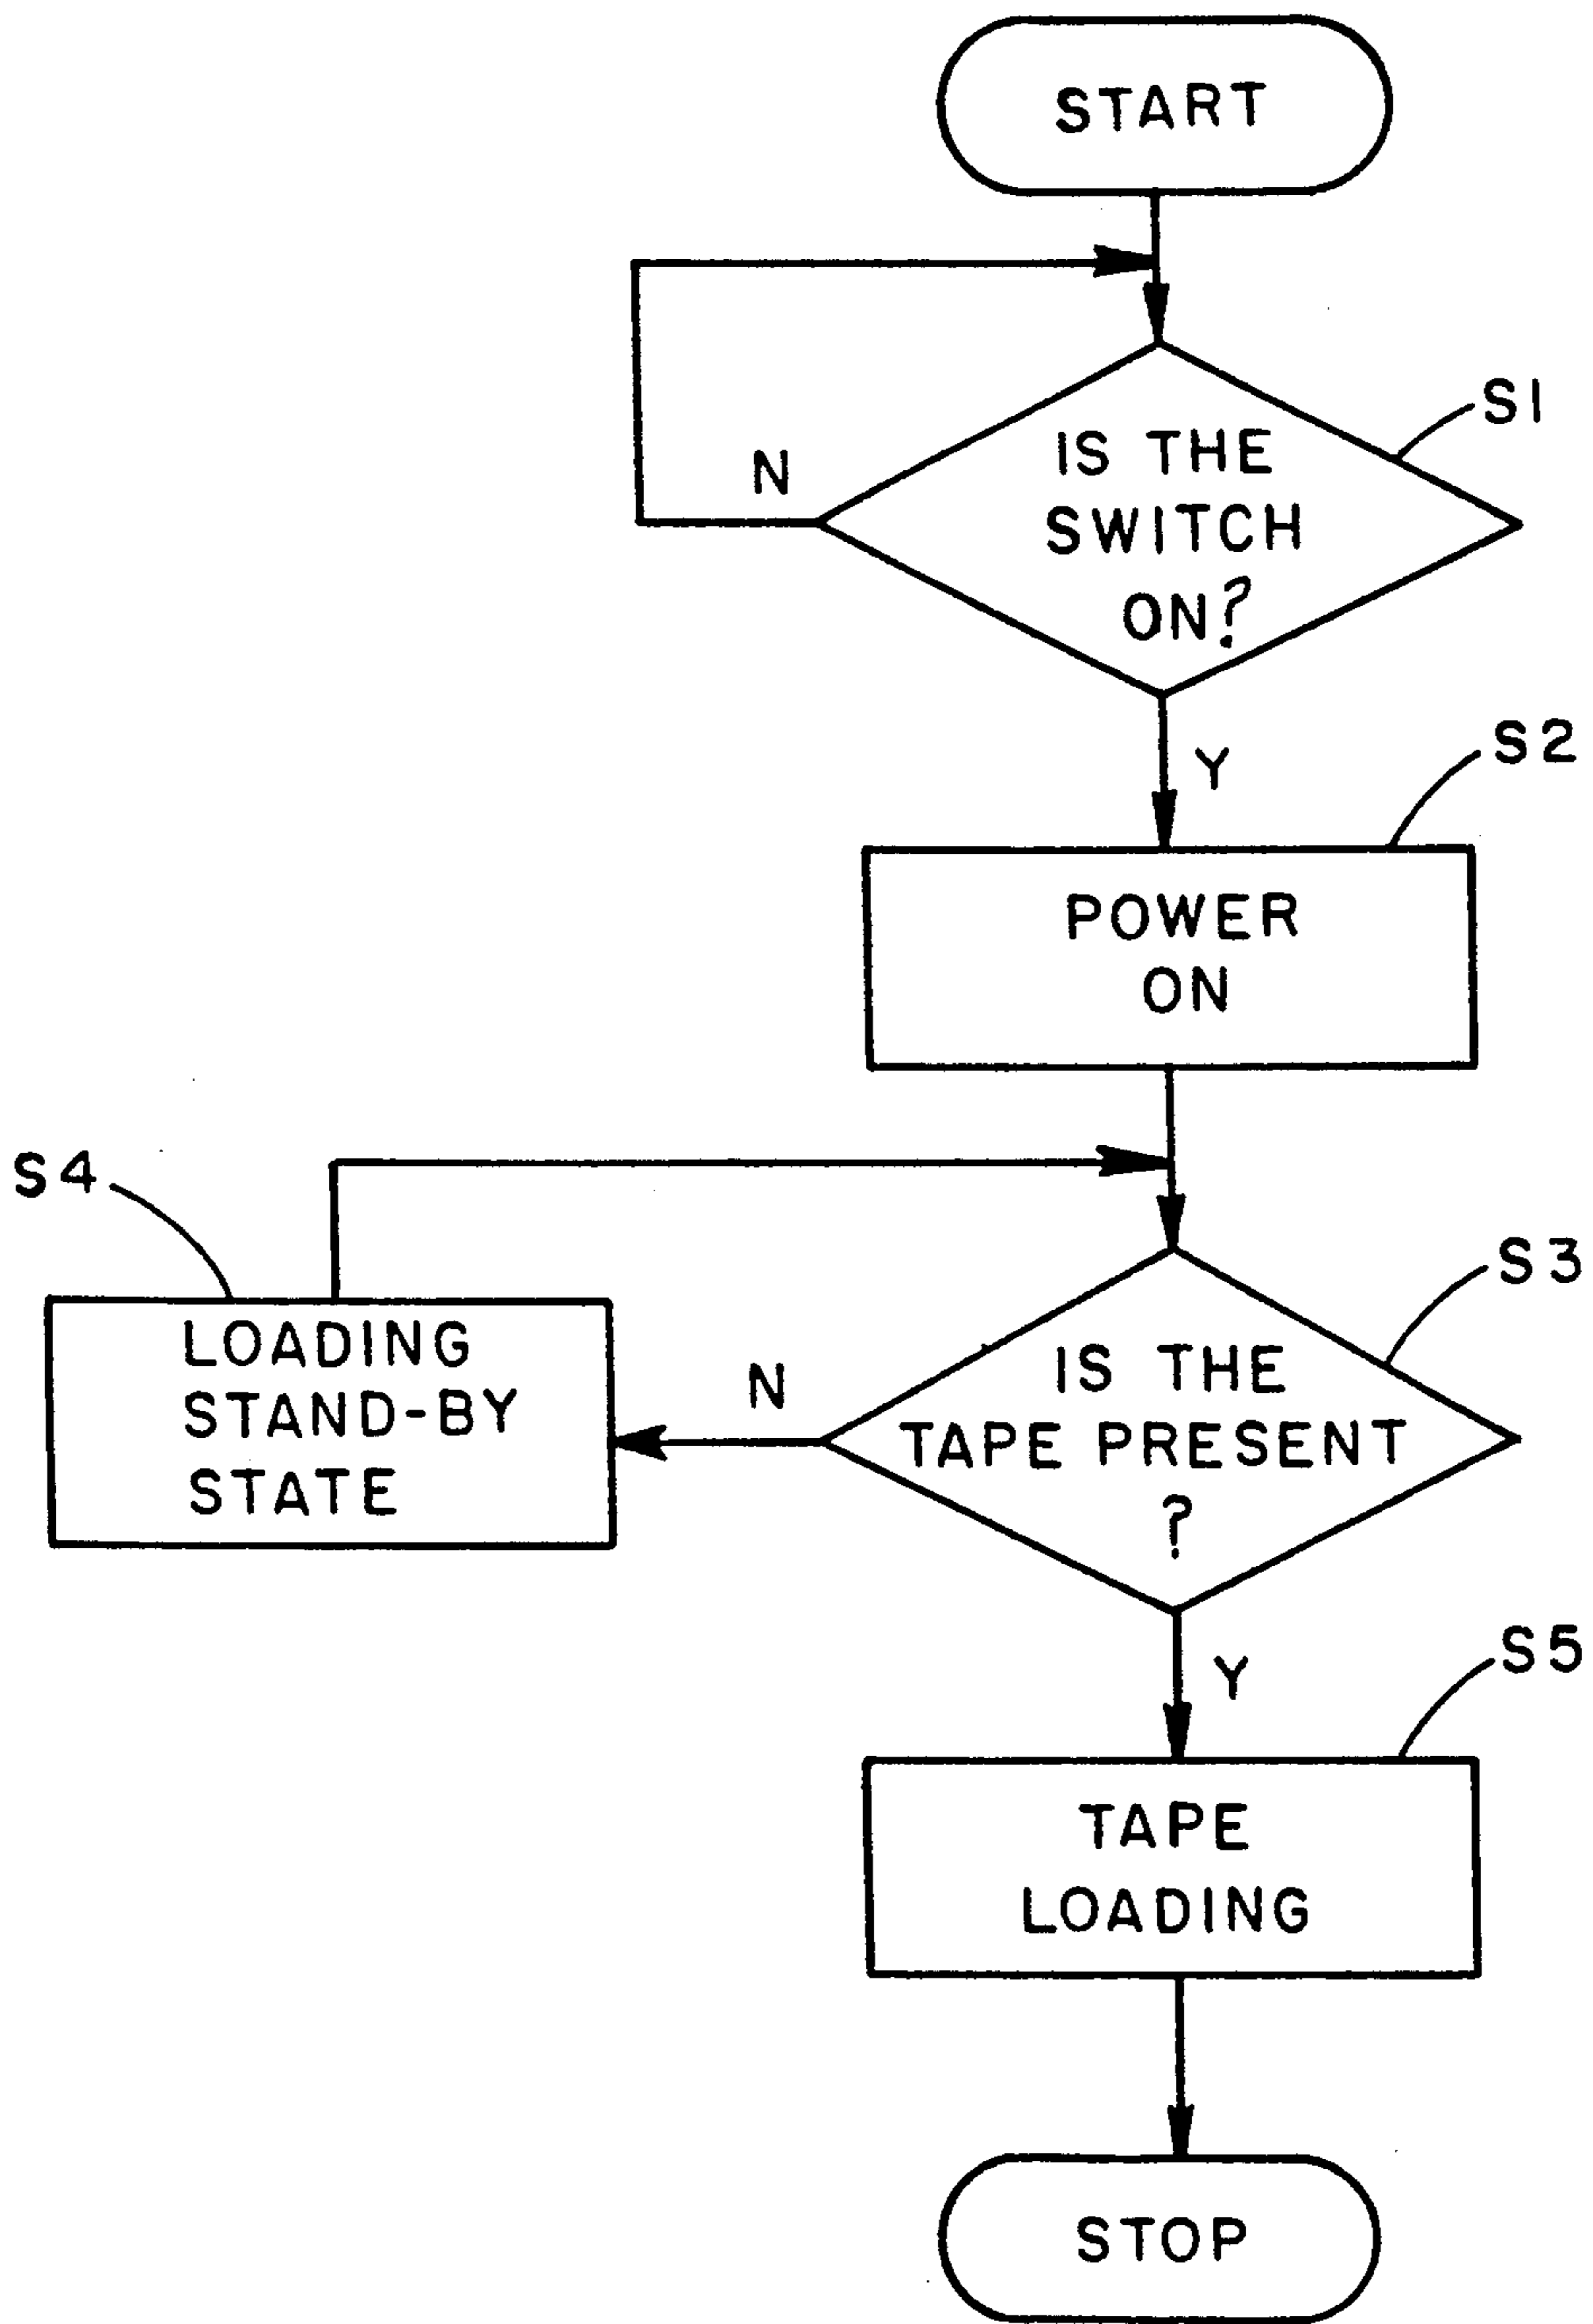 START
S1
IS THE
SWITCH
ON?
N
Y
S2
POWER
ON
S4
S3
LOADING
STAND-BY
STATE
N
IS THE
TAPE PRESENT
?
Y
S5
TAPE
LOADING
STOP